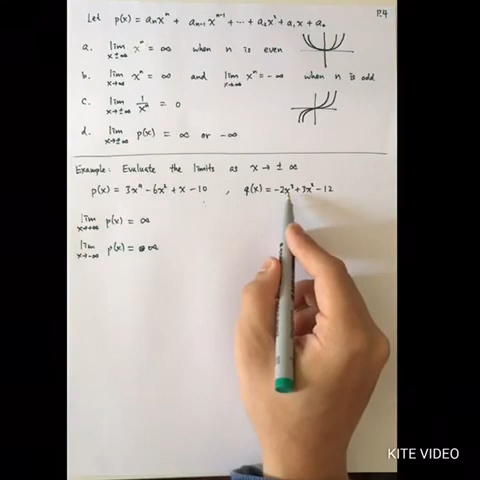 P.4
Let p(x) = aₙxⁿ + aₙ₋₁xⁿ⁻¹ + ⋯ + a₂x² + a₁x + a₀
a. lim x→±∞ xⁿ = ∞ when n is even
b. lim x→∞ xⁿ = ∞ and lim x→-∞ xⁿ = -∞ when n is odd
c. lim x→±∞ 1/xⁿ = 0
d. lim x→±∞ p(x) = ∞ or -∞
Example: Evaluate the limits as x → ± ∞
p(x) = 3x⁴ - 6x² + x - 10 , q(x) = -2x³ + 3x² - 12
lim x→+∞ p(x) = ∞
lim x→-∞ p(x) = ∞
KITE VIDEO